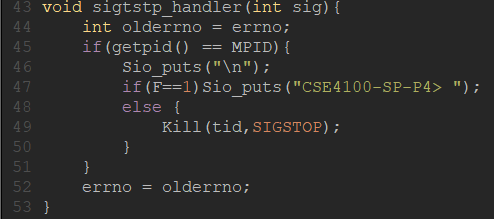 43 void sigtstp_handler(int sig){
44     int olderrno = errno;
45     if(getpid() == MPID){
46         Sio_puts("\n");
47         if(F==1)Sio_puts("CSE4100-SP-P4> ");
48         else {
49             Kill(tid,SIGSTOP);
50         }
51     }
52     errno = olderrno;
53 }